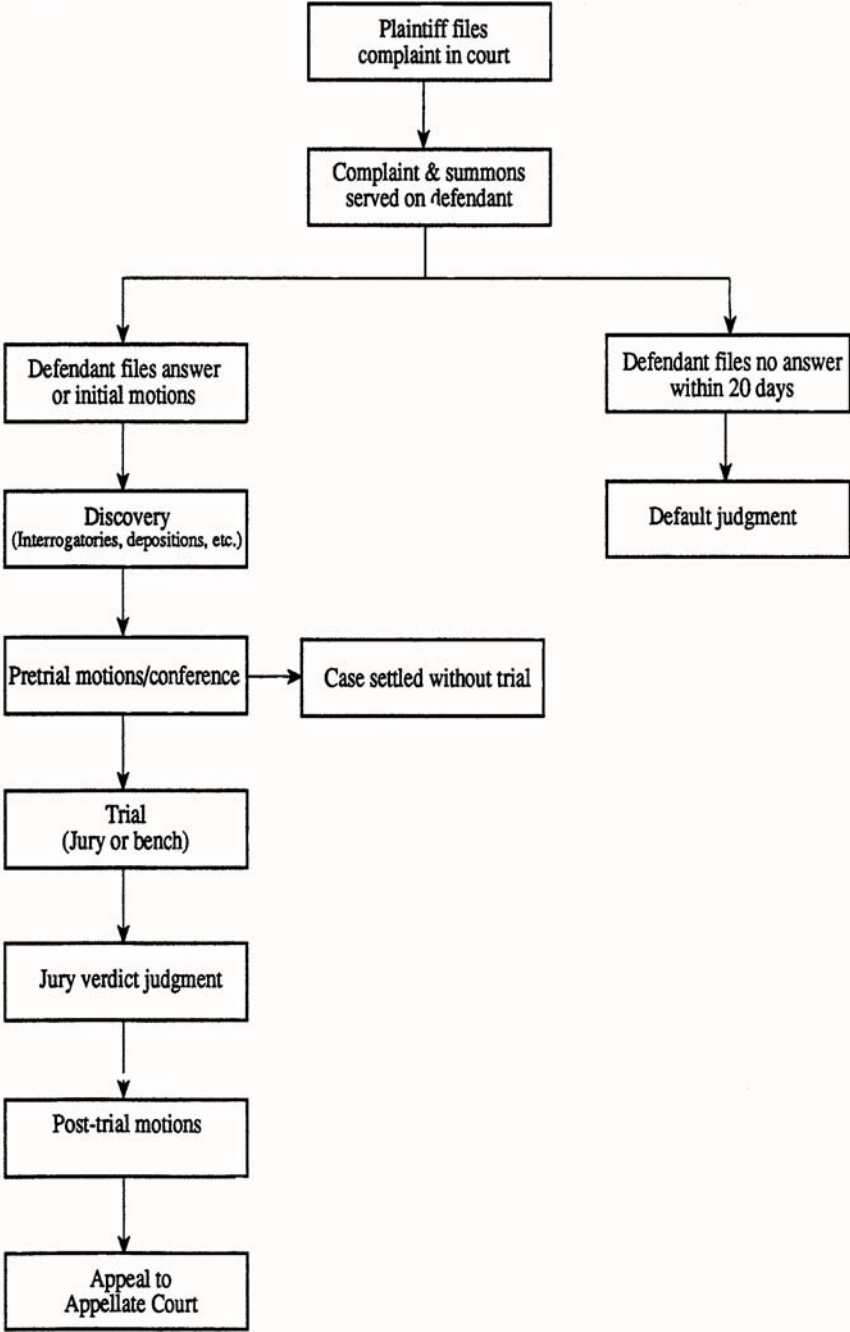 Plaintiff files
complaint in court
Complaint & summons
served on defendant
Defendant files answer
or initial motions
Defendant files no answer
within 20 days
Discovery
(Interrogatories, depositions, etc.)
Default judgment
Pretrial motions/conference
Case settled without trial
Trial
(Jury or bench)
Jury verdict judgment
Post-trial motions
Appeal to
Appellate Court